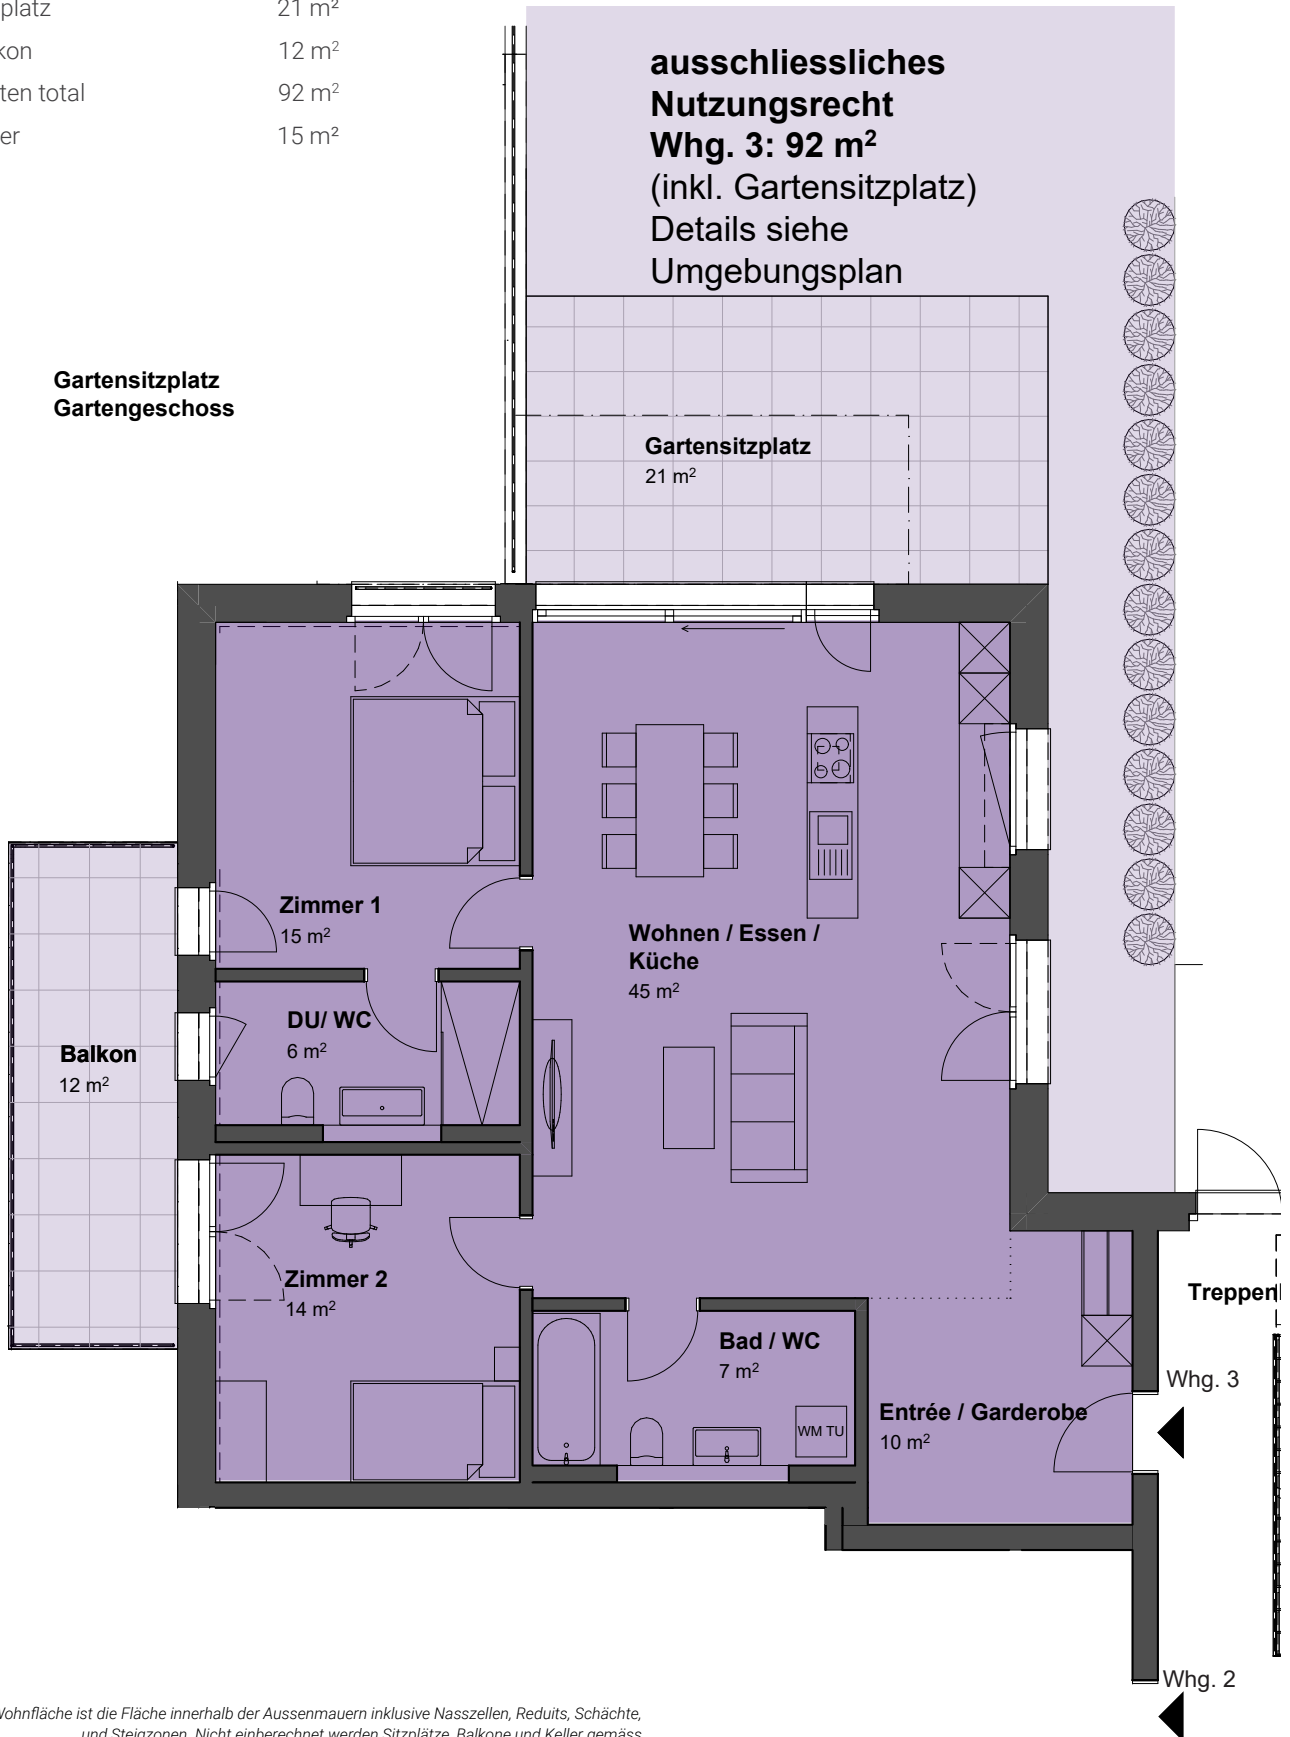 platz 21 m²
kon 12 m²
ten total 92 m²
er 15 m²
ausschliessliches
Nutzungsrecht
Whg. 3: 92 m²
(inkl. Gartensitzplatz)
Details siehe
Umgebungsplan
Gartensitzplatz
Gartengeschoss
Gartensitzplatz
21 m²
Zimmer 1
15 m²
Wohnen / Essen /
Küche
45 m²
DU/ WC
6 m²
Balkon
12 m²
Zimmer 2
14 m²
Treppen
Bad / WC
7 m²
Whg. 3
Entrée / Garderobe
10 m²
WM TU
Whg. 2
Wohnfläche ist die Fläche innerhalb der Aussenmauern inklusive Nasszellen, Reduits, Schächte,
und Steigzonen. Nicht einberechnet werden Sitzplätze, Balkone und Keller gemäss